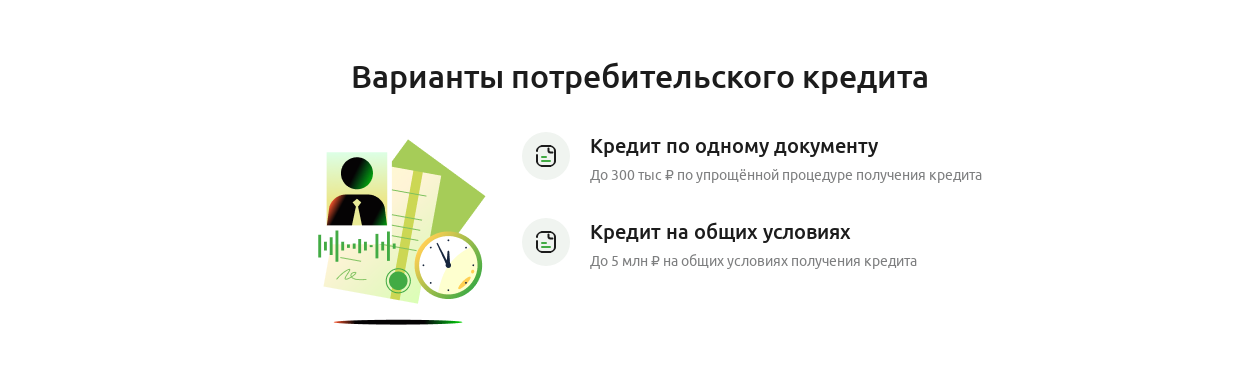 Варианты потребительского кредита
Кредит по одному документу
До 300 тыс ₽ по упрощённой процедуре получения кредита
Кредит на общих условиях
До 5 млн ₽ на общих условиях получения кредита